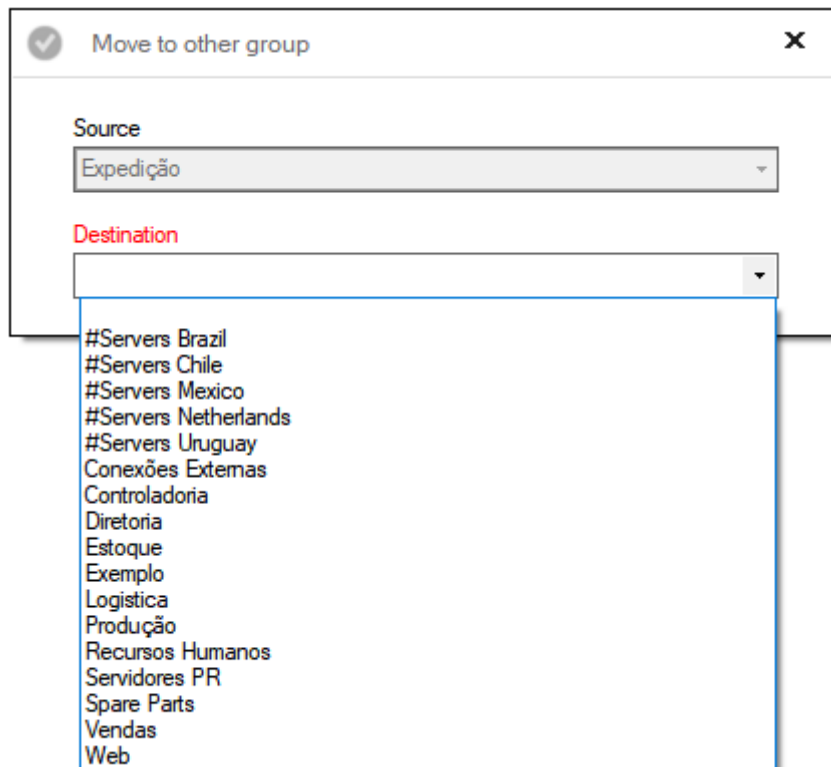 Move to other group
Source
Expedição
Destination
#Servers Brazil
#Servers Chile
#Servers Mexico
#Servers Netherlands
#Servers Uruguay
Conexões Externas
Controladoria
Diretoria
Estoque
Exemplo
Logistica
Produção
Recursos Humanos
Servidores PR
Spare Parts
Vendas
Web